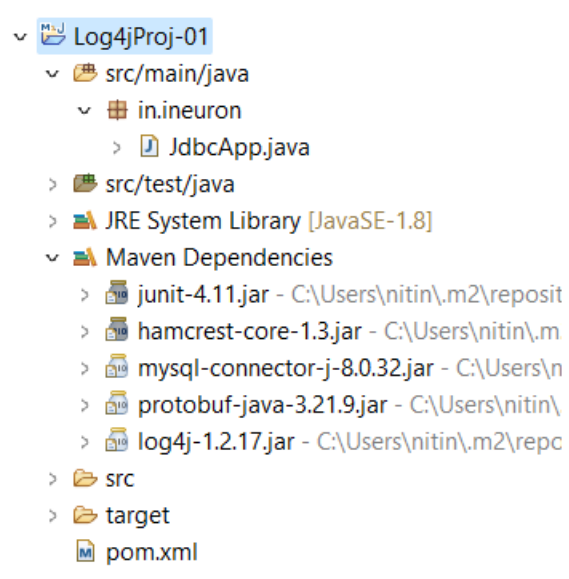 Log4jProj-01
src/main/java
in.ineuron
JdbcApp.java
src/test/java
JRE System Library [JavaSE-1.8]
Maven Dependencies
junit-4.11.jar - C:\Users\nitin\.m2\reposit
hamcrest-core-1.3.jar - C:\Users\nitin\.m
mysql-connector-j-8.0.32.jar - C:\Users\n
protobuf-java-3.21.9.jar - C:\Users\nitin\.
log4j-1.2.17.jar - C:\Users\nitin\.m2\repo
src
target
pom.xml